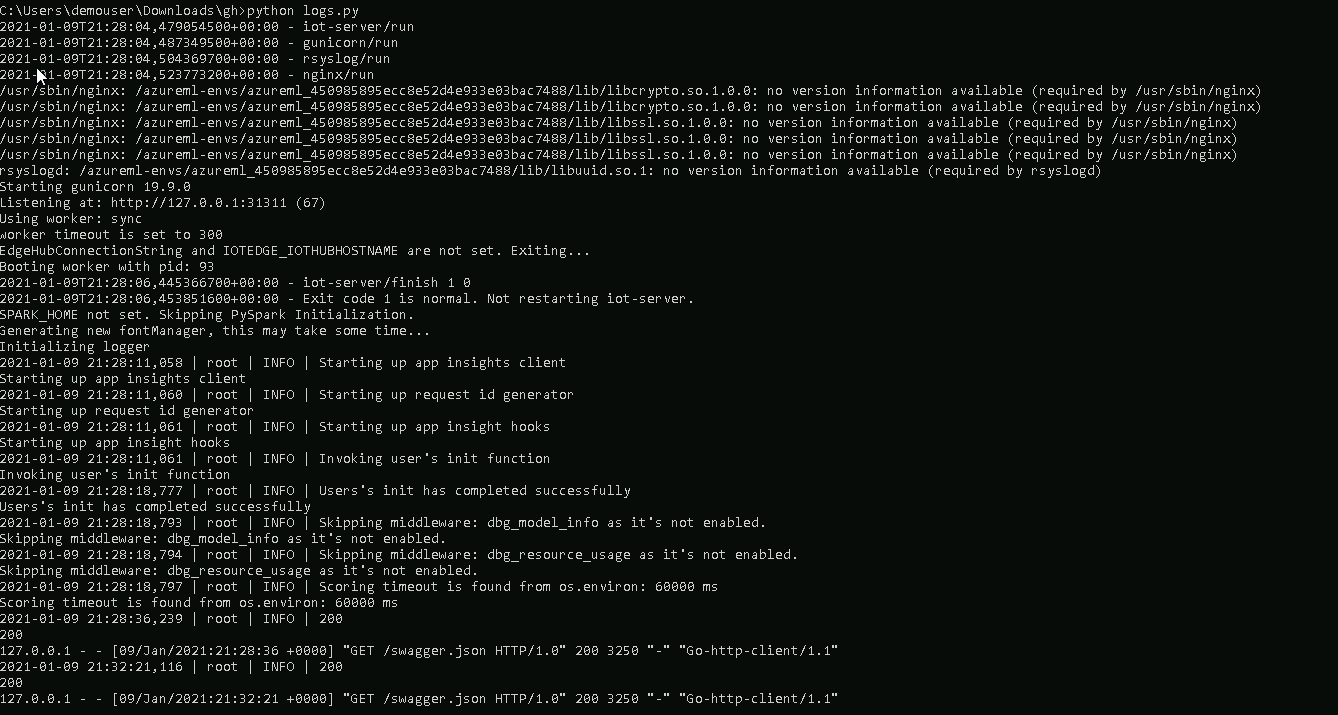 C:\Users\demouser\Downloads\gh>python logs.py
2021-01-09T21:28:04,479054500+00:00 - iot-server/run
2021-01-09T21:28:04,487349500+00:00 - gunicorn/run
2021-01-09T21:28:04,504369700+00:00 - rsyslog/run
2021-01-09T21:28:04,523773200+00:00 - nginx/run
/usr/sbin/nginx: /azureml-envs/azureml_450985895ecc8e52d4e933e03bac7488/lib/libcrypto.so.1.0.0: no version information available (required by /usr/sbin/nginx)
/usr/sbin/nginx: /azureml-envs/azureml_450985895ecc8e52d4e933e03bac7488/lib/libcrypto.so.1.0.0: no version information available (required by /usr/sbin/nginx)
/usr/sbin/nginx: /azureml-envs/azureml_450985895ecc8e52d4e933e03bac7488/lib/libssl.so.1.0.0: no version information available (required by /usr/sbin/nginx)
/usr/sbin/nginx: /azureml-envs/azureml_450985895ecc8e52d4e933e03bac7488/lib/libssl.so.1.0.0: no version information available (required by /usr/sbin/nginx)
/usr/sbin/nginx: /azureml-envs/azureml_450985895ecc8e52d4e933e03bac7488/lib/libssl.so.1.0.0: no version information available (required by /usr/sbin/nginx)
rsyslogd: /azureml-envs/azureml_450985895ecc8e52d4e933e03bac7488/lib/libuuid.so.1: no version information available (required by rsyslogd)
Starting gunicorn 19.9.0
Listening at: http://127.0.0.1:31311 (67)
Using worker: sync
worker timeout is set to 300
EdgeHubConnectionString and IOTEDGE_IOTHUBHOSTNAME are not set. Exiting...
Booting worker with pid: 93
2021-01-09T21:28:06,445366700+00:00 - iot-server/finish 1 0
2021-01-09T21:28:06,453851600+00:00 - Exit code 1 is normal. Not restarting iot-server.
SPARK_HOME not set. Skipping PySpark Initialization.
Generating new fontManager, this may take some time...
Initializing logger
2021-01-09 21:28:11,058 | root | INFO | Starting up app insights client
Starting up app insights client
2021-01-09 21:28:11,060 | root | INFO | Starting up request id generator
Starting up request id generator
2021-01-09 21:28:11,061 | root | INFO | Starting up app insight hooks
Starting up app insight hooks
2021-01-09 21:28:11,061 | root | INFO | Invoking user's init function
Invoking user's init function
2021-01-09 21:28:18,777 | root | INFO | Users's init has completed successfully
Users's init has completed successfully
2021-01-09 21:28:18,793 | root | INFO | Skipping middleware: dbg_model_info as it's not enabled.
Skipping middleware: dbg_model_info as it's not enabled.
2021-01-09 21:28:18,794 | root | INFO | Skipping middleware: dbg_resource_usage as it's not enabled.
Skipping middleware: dbg_resource_usage as it's not enabled.
2021-01-09 21:28:18,797 | root | INFO | Scoring timeout is found from os.environ: 60000 ms
Scoring timeout is found from os.environ: 60000 ms
2021-01-09 21:28:36,239 | root | INFO | 200
200
127.0.0.1 - - [09/Jan/2021:21:28:36 +0000] "GET /swagger.json HTTP/1.0" 200 3250 "-" "Go-http-client/1.1"
2021-01-09 21:32:21,116 | root | INFO | 200
200
127.0.0.1 - - [09/Jan/2021:21:32:21 +0000] "GET /swagger.json HTTP/1.0" 200 3250 "-" "Go-http-client/1.1"